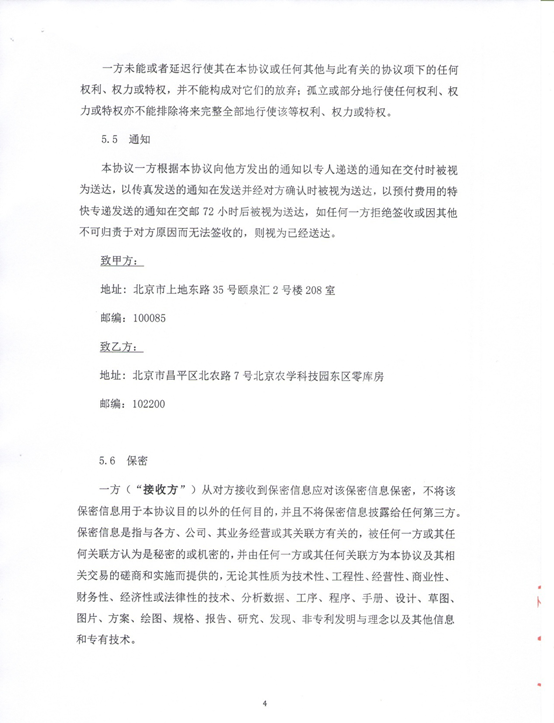 一方未能或者延迟行使其在本协议或任何其他与此有关的协议项下的任何
权利、权力或特权，并不能构成对它们的放弃；孤立或部分地行使任何权利、权
力或特权亦不能排除将来完整全部地行使该等权利、权力或特权。
5.5 通知
本协议一方根据本协议向他方发出的通知以专人递送的通知在交付时被视
为送达，以传真发送的通知在发送并经对方确认时被视为送达，以预付费用的特
快专递发送的通知在交邮 72 小时后被视为送达，如任何一方拒绝签收或因其他
不可归责于对方原因而无法签收的，则视为已经送达。
致甲方：
地址：北京市上地东路 35 号颐泉汇 2 号楼 208 室
邮编：100085
致乙方：
地址：北京市昌平区北农路 7 号北京农学科技园东区零库房
邮编：102200
5.6 保密
一方（“接收方”）从对方接收到保密信息应对该保密信息保密，不将该
保密信息用于本协议目的以外的任何目的，并且不将保密信息披露给任何第三方。
保密信息是指与各方、公司、其业务经营或其关联方有关的，被任何一方或其任
何关联方认为是秘密的或机密的，并由任何一方或其任何关联方为本协议及其相
关交易的磋商和实施而提供的，无论其性质为技术性、工程性、经营性、商业性、
财务性、经济性或法律性的技术、分析数据、工序、程序、手册、设计、草图、
图片、方案、绘图、规格、报告、研究、发现、非专利发明与理念以及其他信息
和专有技术。
4